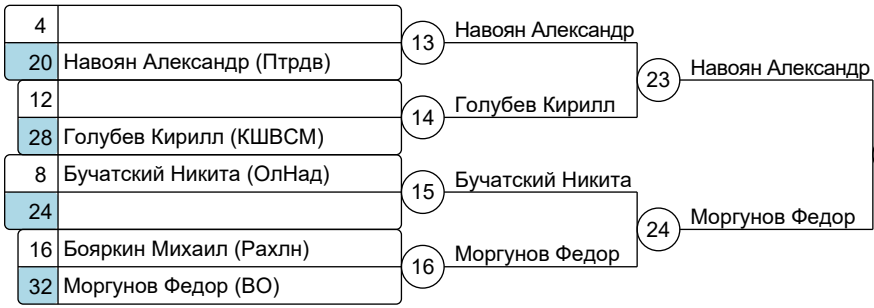 4
20 Навоян Александр (Птрдв)
13 Навоян Александр
12
28 Голубев Кирилл (КШВСМ)
14 Голубев Кирилл
23 Навоян Александр
8 Бучатский Никита (ОлНад)
24
15 Бучатский Никита
16 Бояркин Михаил (Рахлн)
32 Моргунов Федор (ВО)
16 Моргунов Федор
24 Моргунов Федор